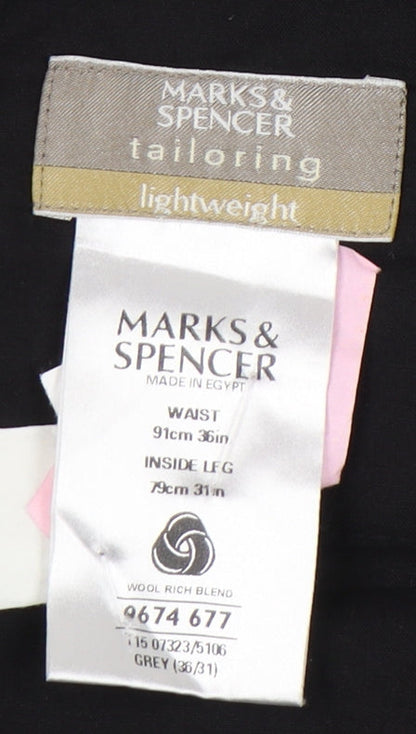 MARKS &
SPENCER
tailoring
lightweight
MARKS &
SPENCER
MADE IN EGYPT
WAIST
91cm 36in
INSIDE LEG
79cm 31in
WOOL RICH BLEND
9674 677
T15 07323/5106
GREY (36/31)